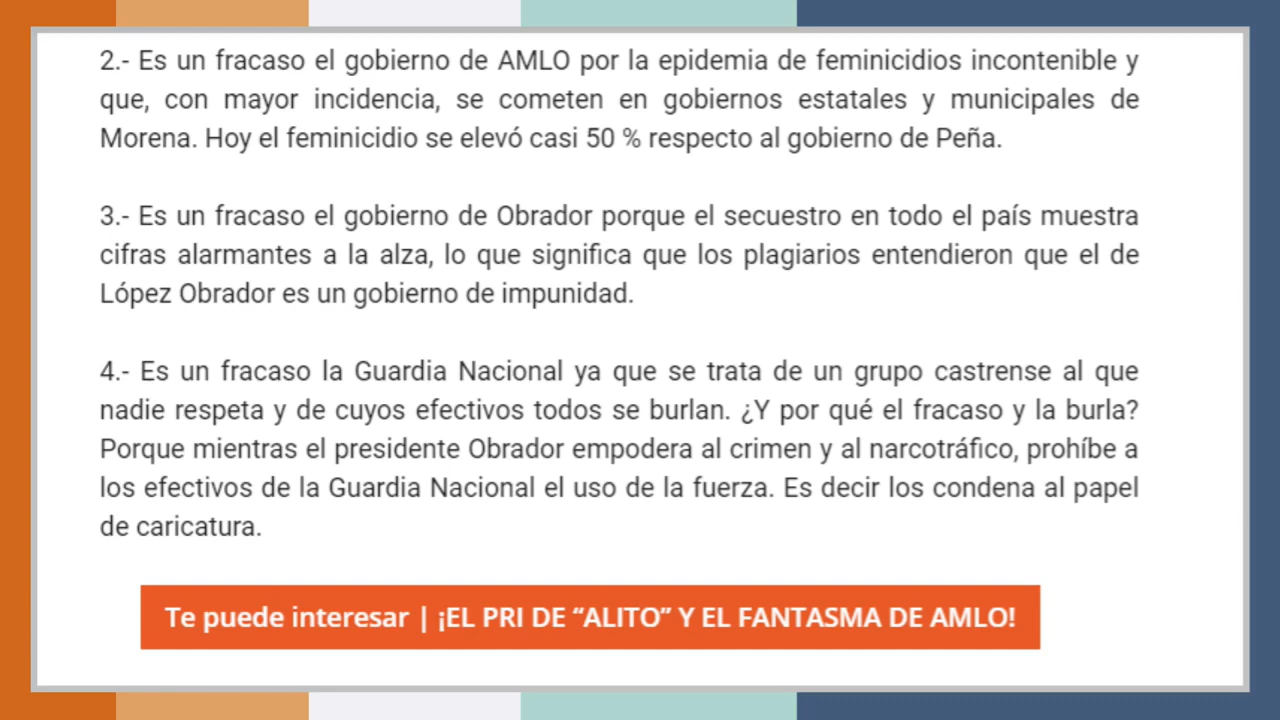 2.- Es un fracaso el gobierno de AMLO por la epidemia de feminicidios incontenible y
que, con mayor incidencia, se cometen en gobiernos estatales y municipales de
Morena. Hoy el feminicidio se elevó casi 50 % respecto al gobierno de Peña.
3.- Es un fracaso el gobierno de Obrador porque el secuestro en todo el país muestra
cifras alarmantes a la alza, lo que significa que los plagiarios entendieron que el de
López Obrador es un gobierno de impunidad.
4.- Es un fracaso la Guardia Nacional ya que se trata de un grupo castrense al que
nadie respeta y de cuyos efectivos todos se burlan. ¿Y por qué el fracaso y la burla?
Porque mientras el presidente Obrador empodera al crimen y al narcotráfico, prohíbe a
los efectivos de la Guardia Nacional el uso de la fuerza. Es decir los condena al papel
de caricatura.
Te puede interesar | ¡EL PRI DE “ALITO” Y EL FANTASMA DE AMLO!